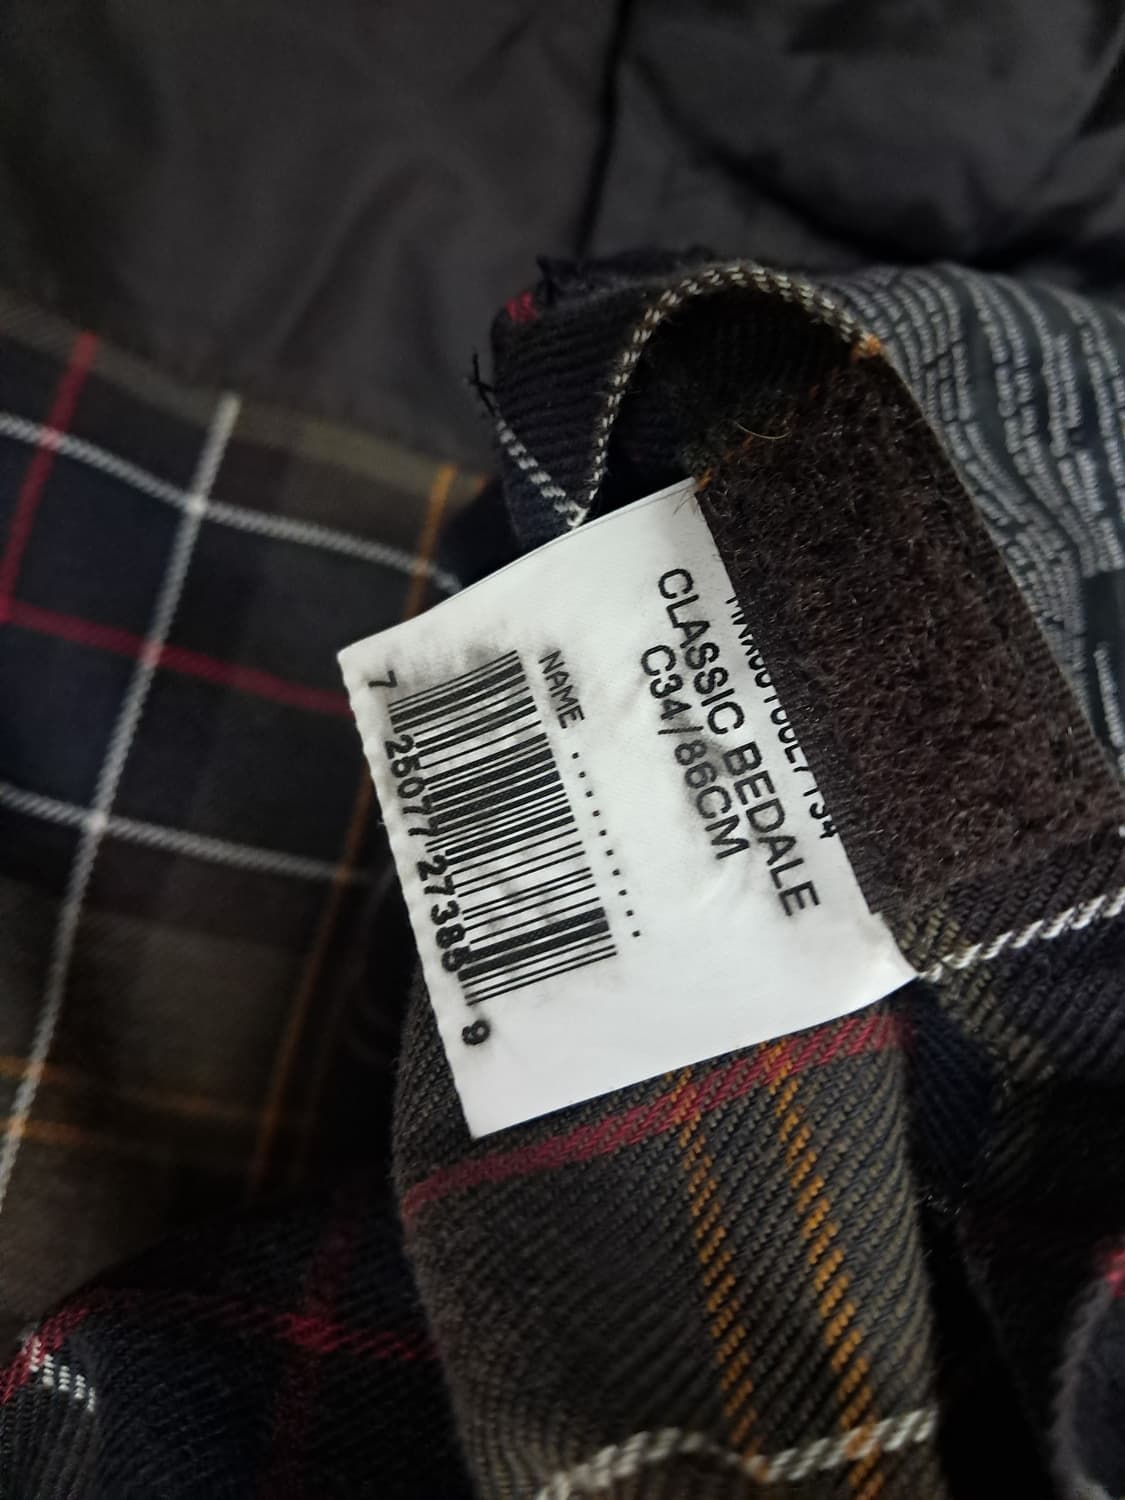 CLASSIC BEDALE
C34/86CM
NAME ..........
7 25077 27385 9